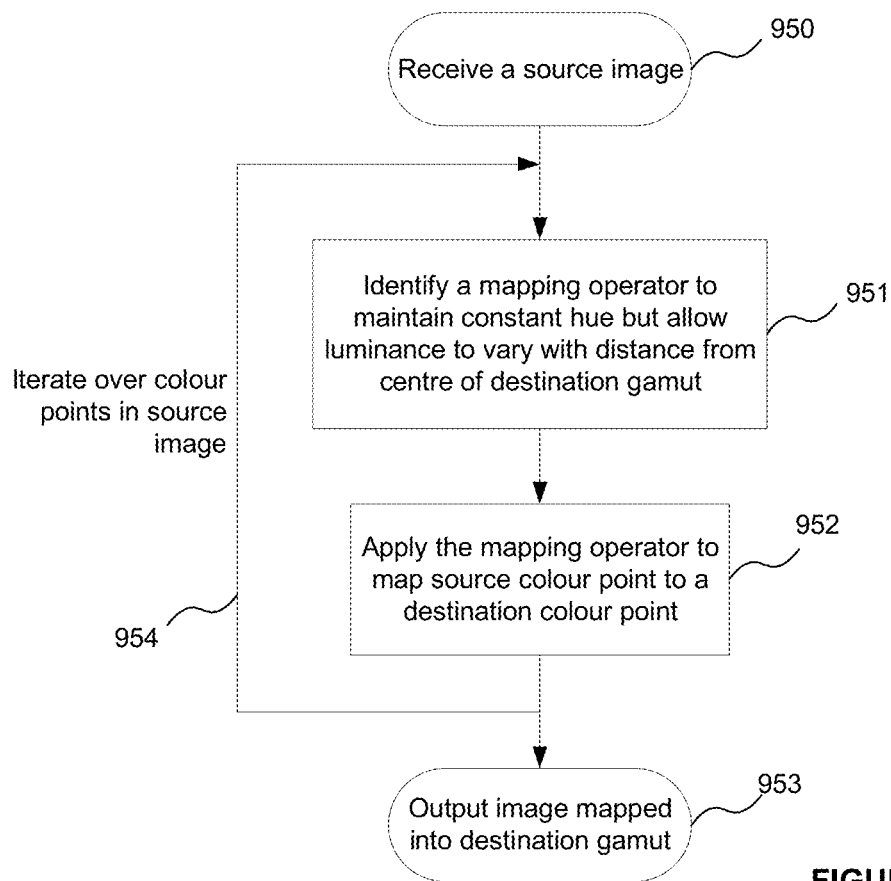 950
Receive a source image
Identify a mapping operator to
maintain constant hue but allow
luminance to vary with distance from
centre of destination gamut
951
Iterate over colour
points in source
image
952
Apply the mapping operator to
map source colour point to a
destination colour point
954
953
Output image mapped
into destination gamut